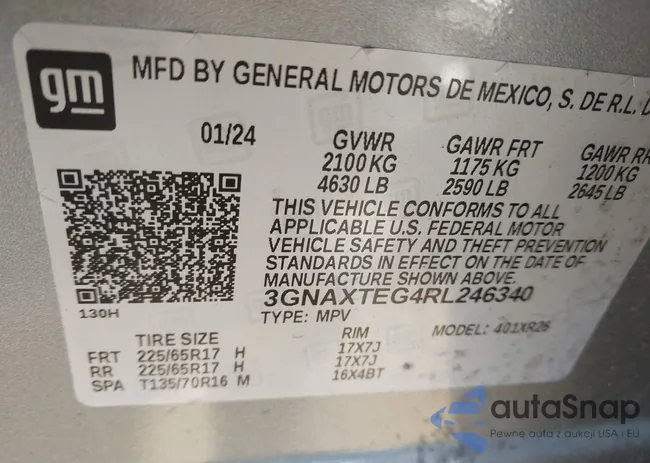 gm
MFD BY GENERAL MOTORS DE MEXICO, S. DE R.L. D
01/24 GVWR GAWR FRT GAWR RR
2100 KG 1175 KG 1200 KG
4630 LB 2590 LB 2645 LB
THIS VEHICLE CONFORMS TO ALL
APPLICABLE U.S. FEDERAL MOTOR
VEHICLE SAFETY AND THEFT PREVENTION
STANDARDS IN EFFECT ON THE DATE OF
MANUFACTURE SHOWN ABOVE.
3GNAXTEG4RL246340
130H TYPE: MPV MODEL: 401XR26
TIRE SIZE RIM
FRT 225/65R17 H 17X7J
RR 225/65R17 H 17X7J
SPA T135/70R16 M 16X4BT
autaSnap
Pewne auta z aukcji USA i EU